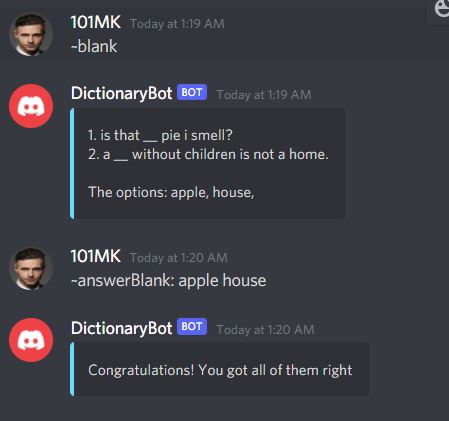 101MK Today at 1:19 AM
~blank
DictionaryBot BOT Today at 1:19 AM
1. is that __ pie i smell?
2. a __ without children is not a home.
The options: apple, house,
101MK Today at 1:20 AM
~answerBlank: apple house
DictionaryBot BOT Today at 1:20 AM
Congratulations! You got all of them right